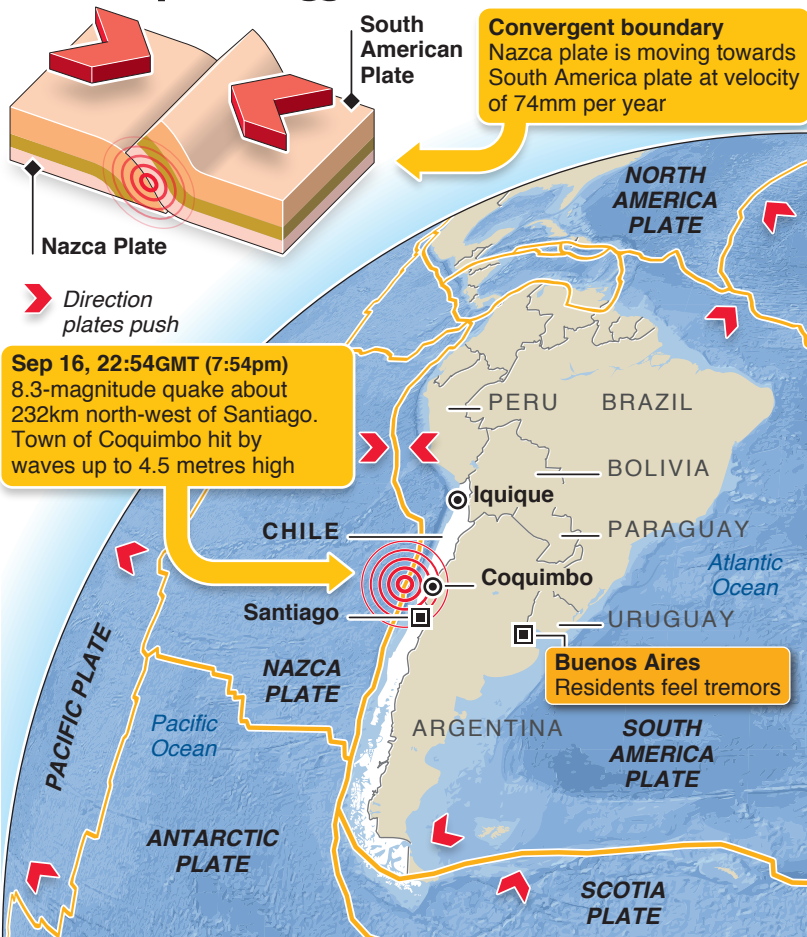 South
American
Plate
Convergent boundary
Nazca plate is moving towards
South America plate at velocity
of 74mm per year
Nazca Plate
Direction
plates push
NORTH
AMERICA
PLATE
Sep 16, 22:54GMT (7:54pm)
8.3-magnitude quake about
232km north-west of Santiago.
Town of Coquimbo hit by
waves up to 4.5 metres high
PERU
BRAZIL
BOLIVIA
Iquique
CHILE
PARAGUAY
Atlantic
Ocean
Coquimbo
Santiago
URUGUAY
Buenos Aires
Residents feel tremors
NAZCA
PLATE
PACIFIC PLATE
Pacific
Ocean
ARGENTINA
SOUTH
AMERICA
PLATE
ANTARCTIC
PLATE
SCOTIA
PLATE